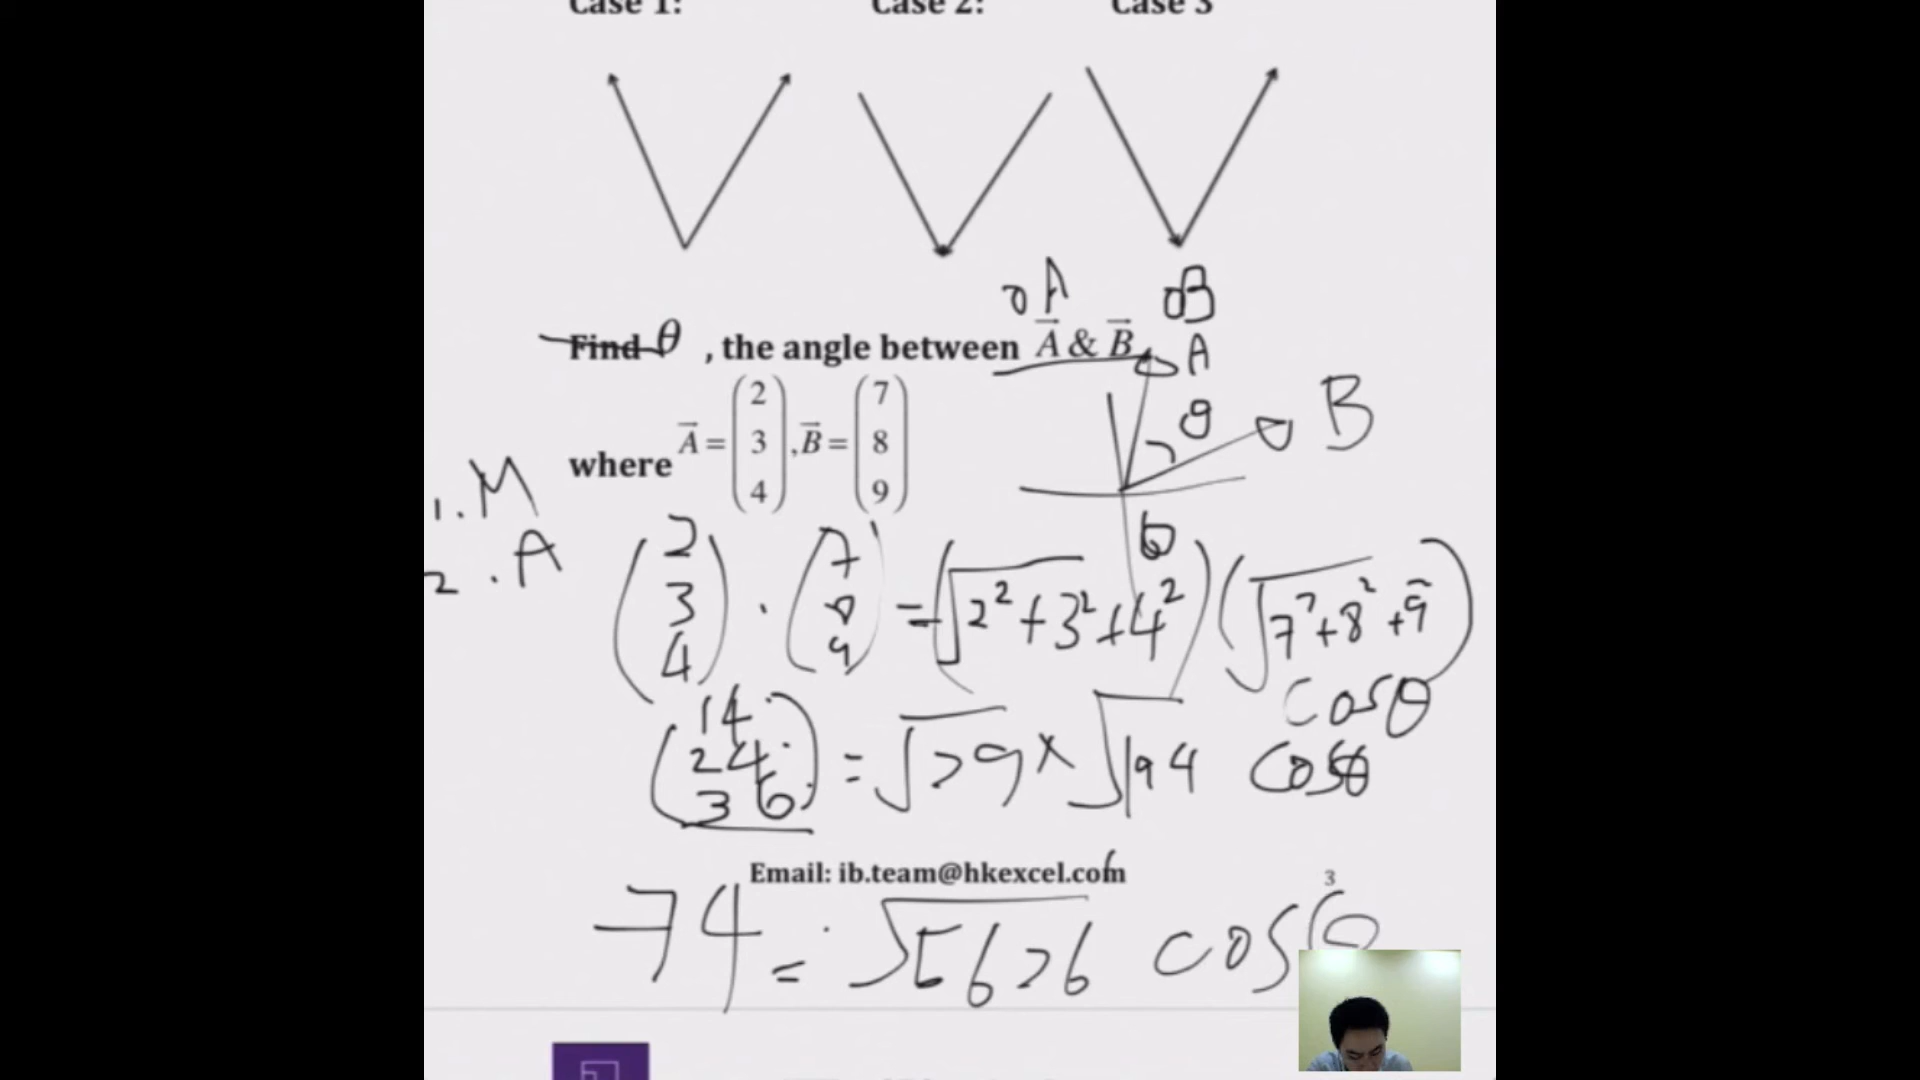 Case 1: Case 2: Case 3
OA OB
Find θ , the angle between A & B
A
θ B
where A = (2 3 4), B = (7 8 9)
1. M
2. A
O
(2 3 4) · (7 8 9) = (√2² + 3² + 4²) (√7² + 8² + 9²)
cosθ
(14 24 36) = √29 × √194 cosθ
Email: ib.team@hkexcel.com
3
74 = √5626 cosθ